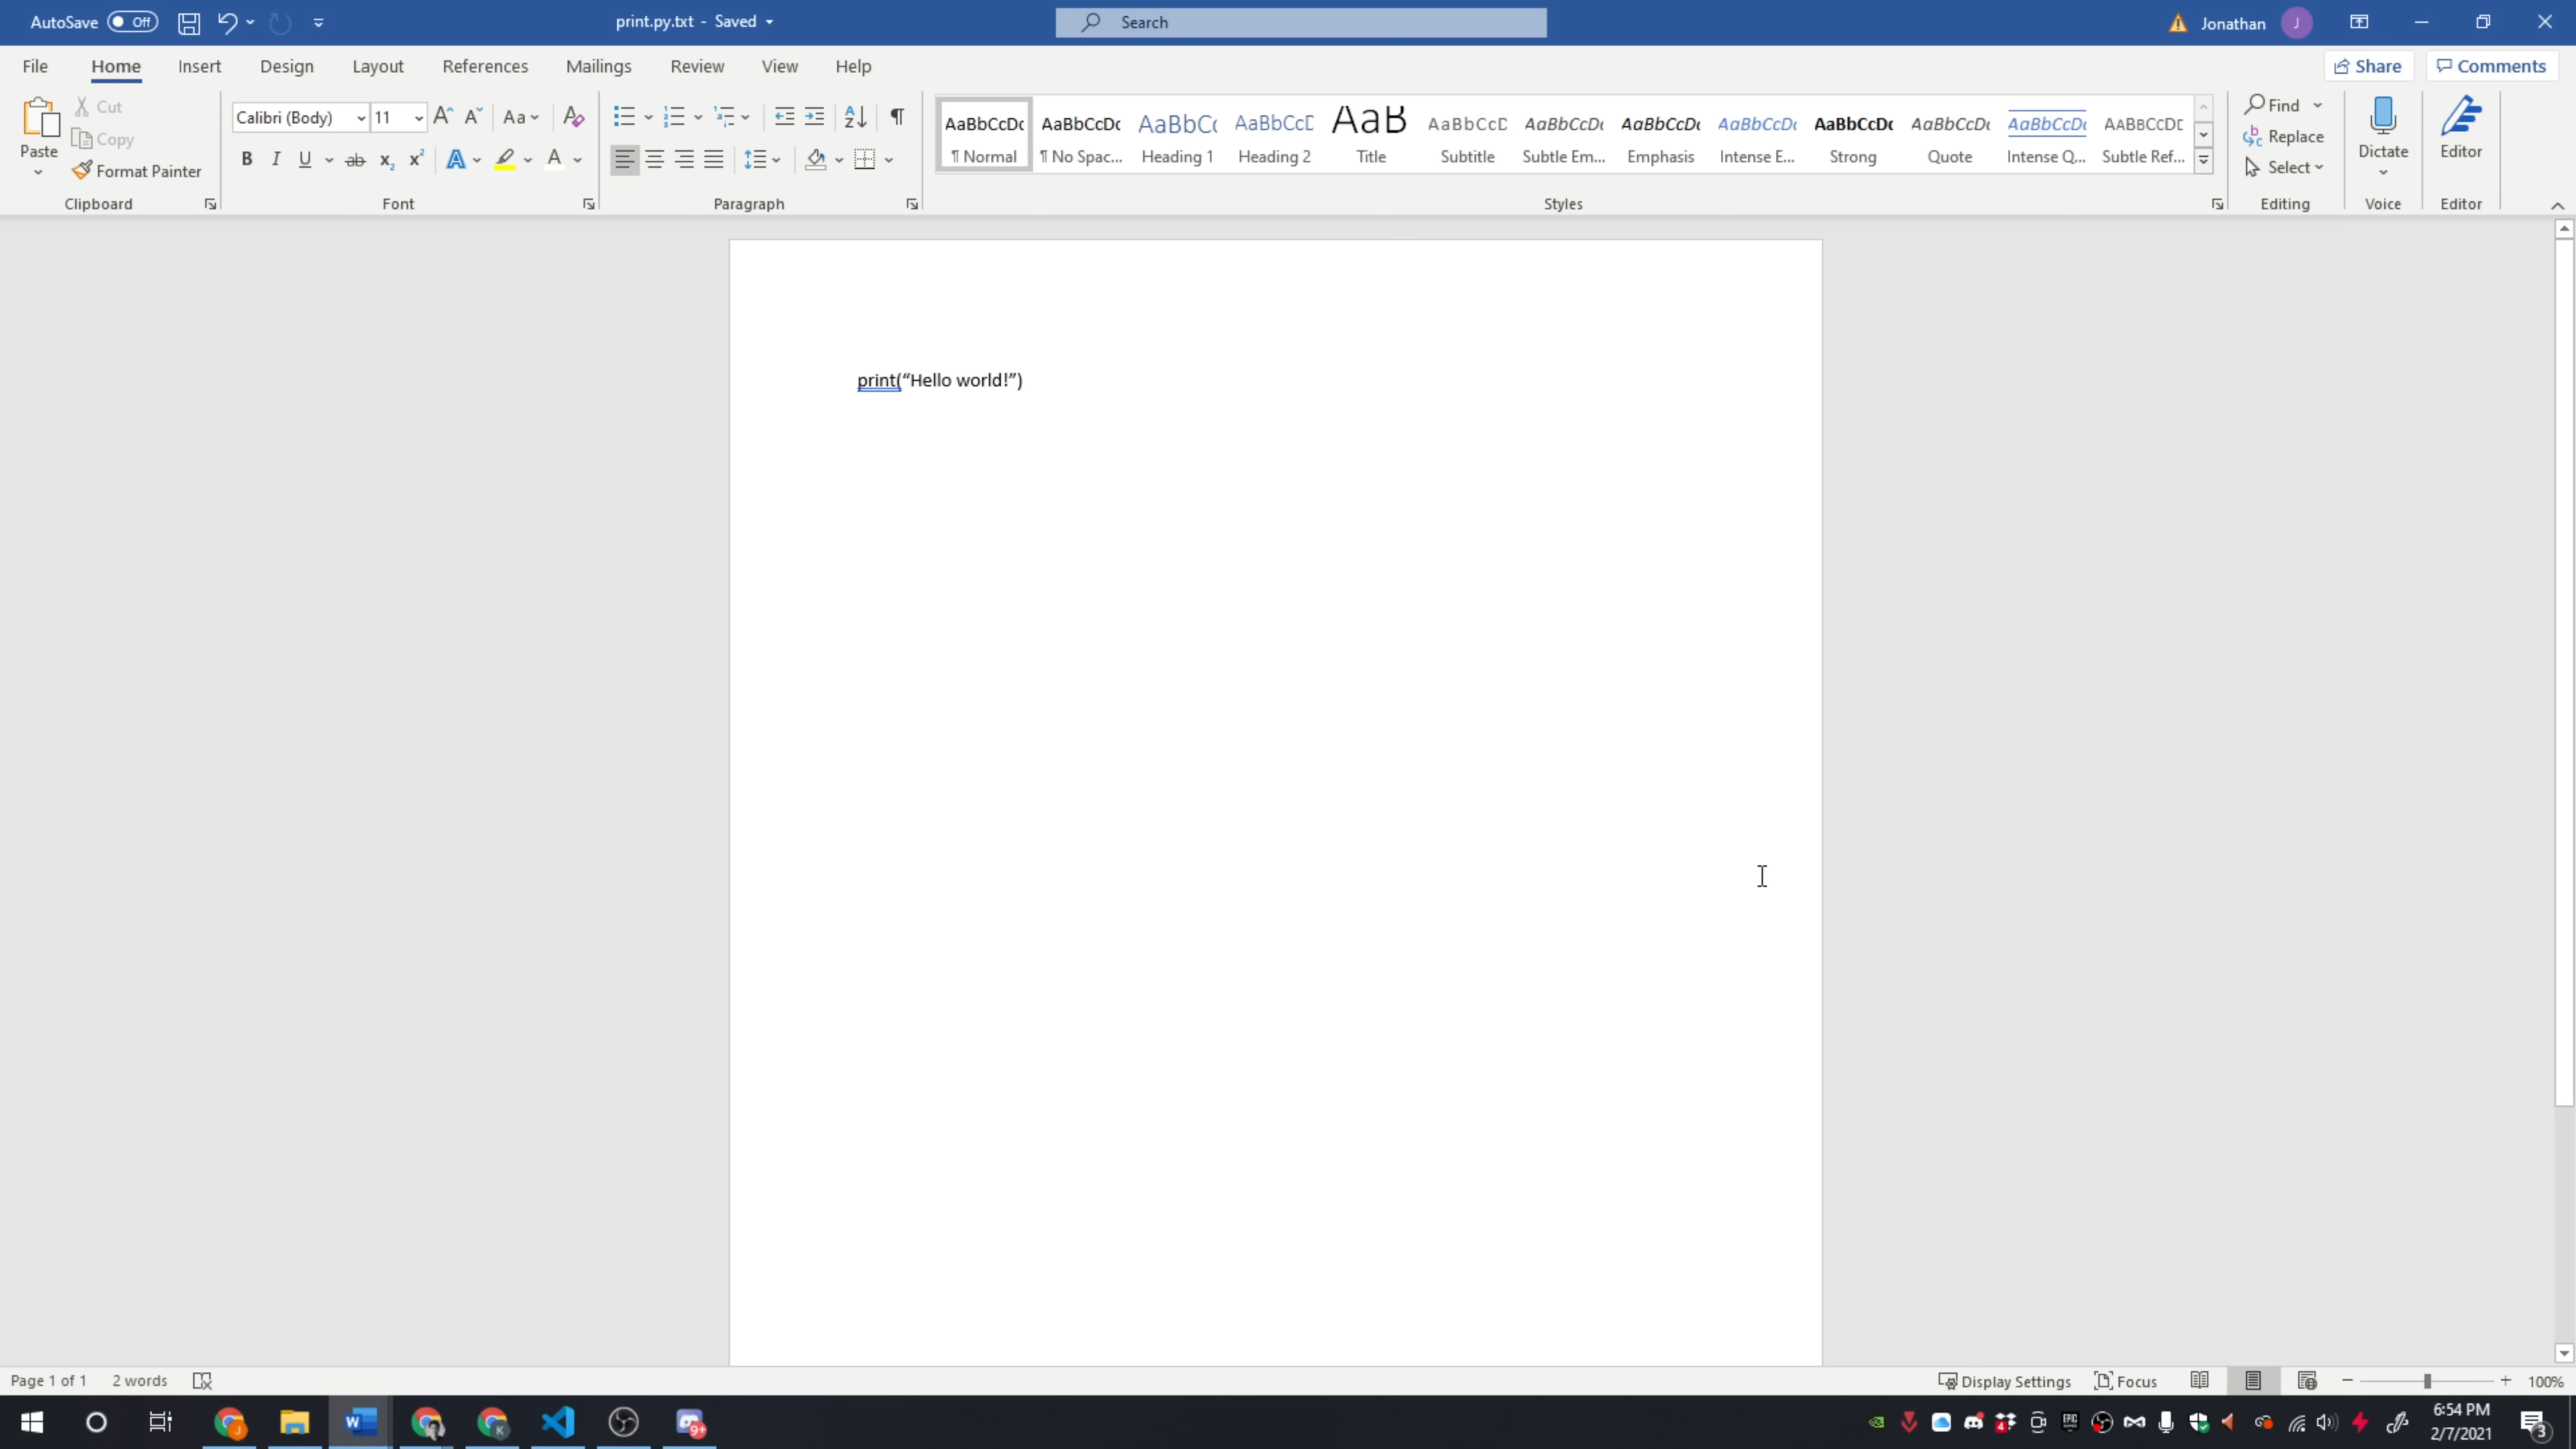 AutoSave Off print.py.txt - Saved Search Jonathan J
File Home Insert Design Layout References Mailings Review View Help Share Comments
Paste
Cut
Copy
Format Painter
Clipboard
Calibri (Body) 11
Font
Paragraph
AaBbCcDc AaBbCcDc AaBbCc AaBbCcD AaB AaBbCcD AaBbCcDc AaBbCcDc AaBbCcDc AaBbCcDc AaBbCcDc AaBbCcDc AABBCCDD
¶ Normal ¶ No Spac... Heading 1 Heading 2 Title Subtitle Subtle Em... Emphasis Intense E... Strong Quote Intense Q... Subtle Ref...
Styles
Find
Replace
Select
Editing
Dictate
Voice
Editor
Editor
print(“Hello world!”)
Page 1 of 1 2 words Display Settings Focus 100%
6:54 PM
2/7/2021